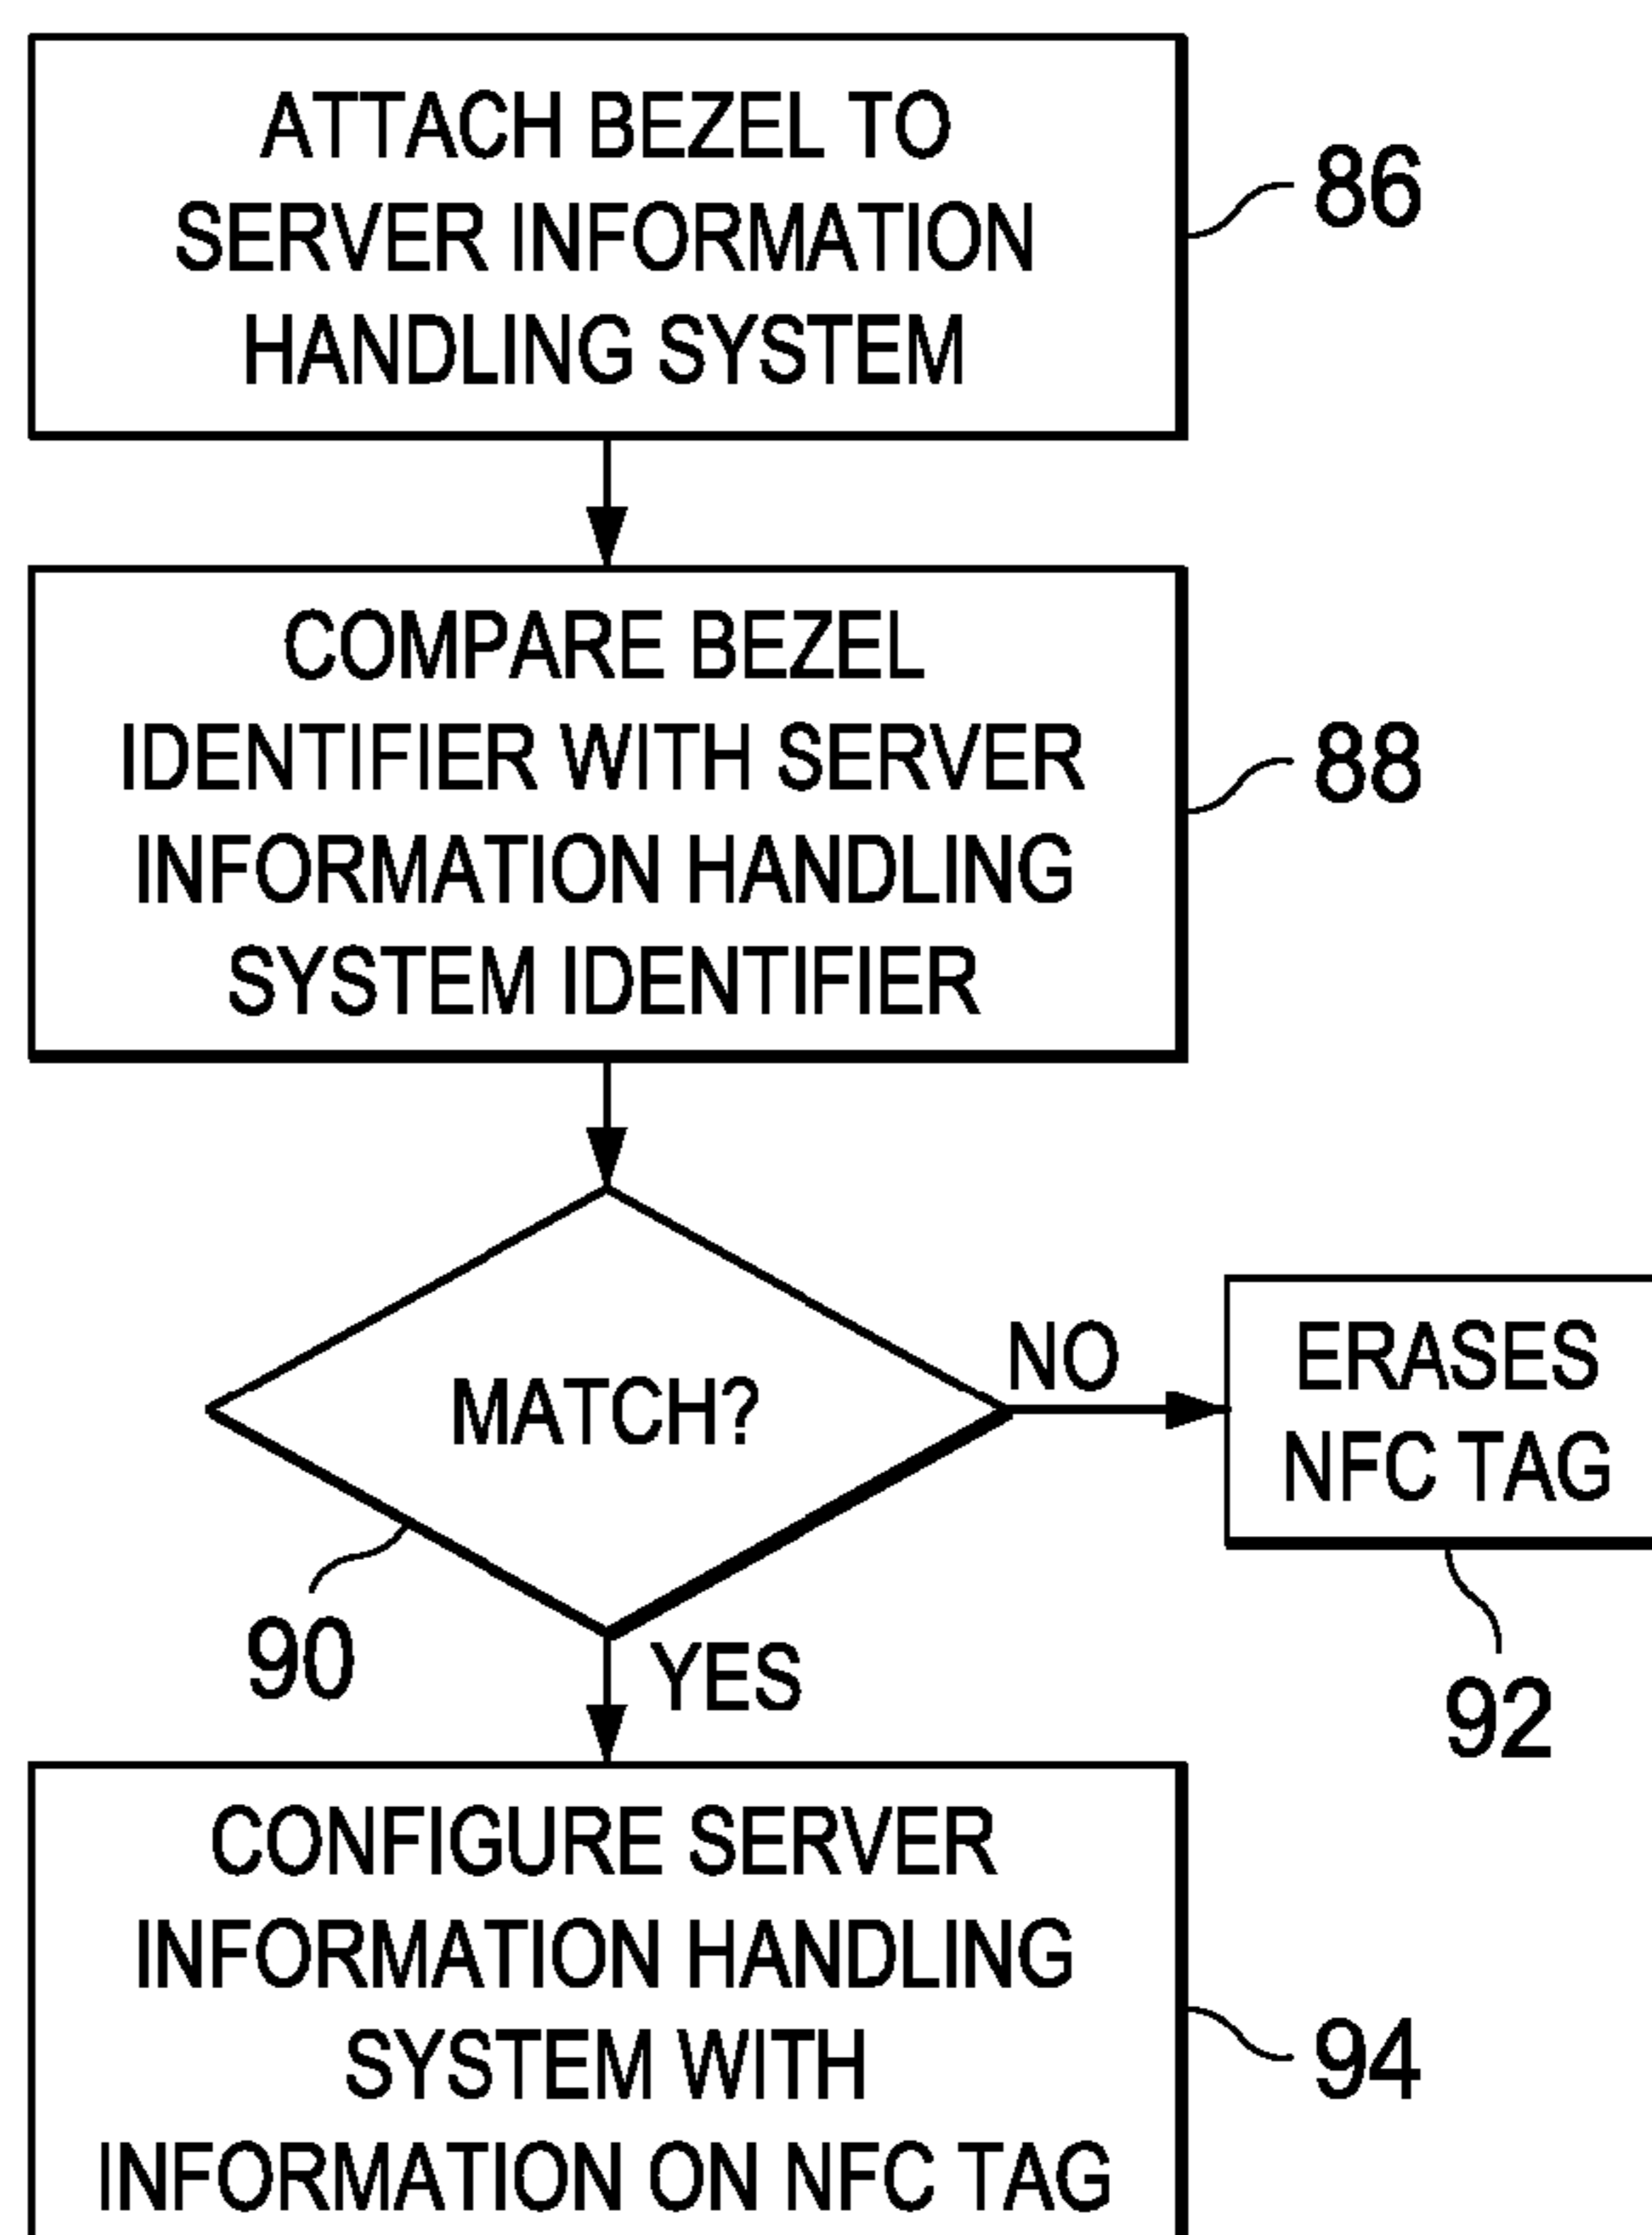 ATTACH BEZEL TO
SERVER INFORMATION
HANDLING SYSTEM
86
COMPARE BEZEL
IDENTIFIER WITH SERVER
INFORMATION HANDLING
SYSTEM IDENTIFIER
88
MATCH?
90
NO
ERASES
NFC TAG
92
YES
CONFIGURE SERVER
INFORMATION HANDLING
SYSTEM WITH
INFORMATION ON NFC TAG
94